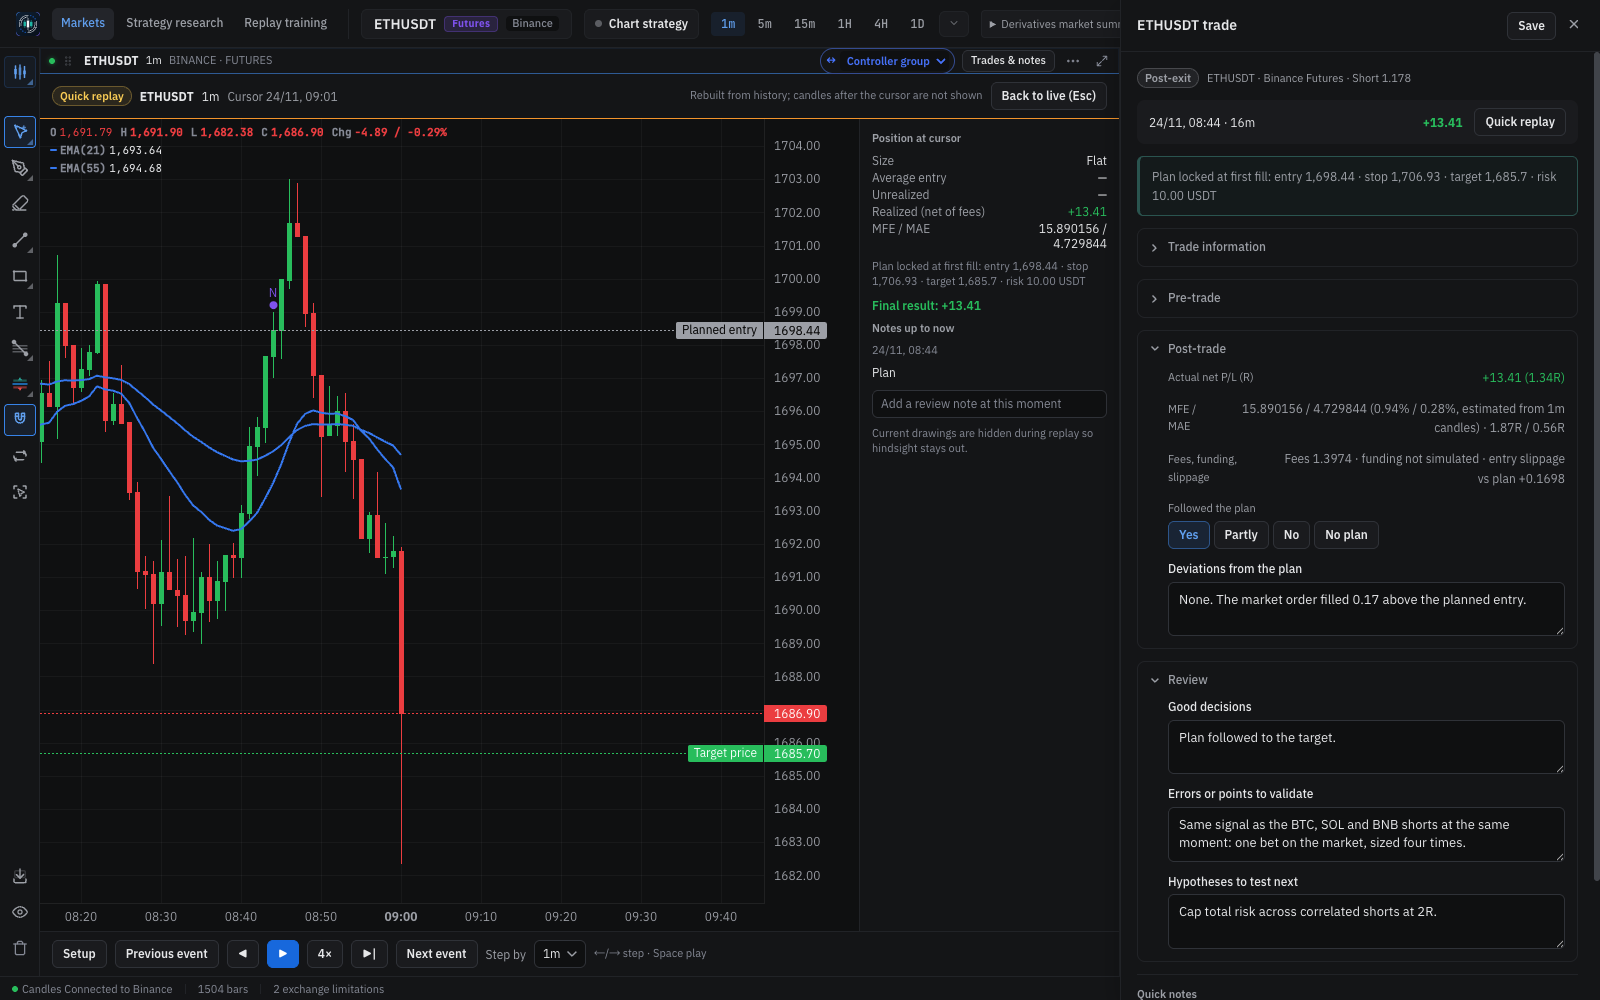 Markets
Strategy research
Replay training
ETHUSDT Futures Binance
Chart strategy
1m 5m 15m 1H 4H 1D
Derivatives market sum
ETHUSDT 1m BINANCE · FUTURES
Controller group
Trades & notes
Quick replay ETHUSDT 1m Cursor 24/11, 09:01
Rebuilt from history; candles after the cursor are not shown
Back to live (Esc)
O 1,691.79 H 1,691.90 L 1,682.38 C 1,686.90 Chg -4.89 / -0.29%
EMA(21) 1,693.64
EMA(55) 1,694.68
N
Planned entry 1698.44
1686.90
Target price 1685.70
1704.00
1703.00
1702.00
1701.00
1700.00
1699.00
1698.00
1697.00
1696.00
1695.00
1694.00
1693.00
1692.00
1691.00
1690.00
1689.00
1688.00
1686.00
1685.00
1684.00
1683.00
1682.00
08:20 08:30 08:40 08:50 09:00 09:10 09:20 09:30 09:40
Position at cursor
Size Flat
Average entry —
Unrealized —
Realized (net of fees) +13.41
MFE / MAE 15.890156 /
4.729844
Plan locked at first fill: entry 1,698.44 · stop
1,706.93 · target 1,685.7 · risk 10.00 USDT
Final result: +13.41
Notes up to now
24/11, 08:44
Plan
Add a review note at this moment
Current drawings are hidden during replay so
hindsight stays out.
Setup
Previous event
4×
Next event
Step by
1m
←/→ step · Space play
Candles Connected to Binance
1504 bars
2 exchange limitations
ETHUSDT trade
Save
Post-exit ETHUSDT · Binance Futures · Short 1.178
24/11, 08:44 · 16m
+13.41
Quick replay
Plan locked at first fill: entry 1,698.44 · stop 1,706.93 · target 1,685.7 · risk
10.00 USDT
Trade information
Pre-trade
Post-trade
Actual net P/L (R) +13.41 (1.34R)
MFE / MAE 15.890156 / 4.729844 (0.94% / 0.28%, estimated from 1m
candles) · 1.87R / 0.56R
Fees, funding, slippage Fees 1.3974 · funding not simulated · entry slippage
vs plan +0.1698
Followed the plan
Yes
Partly
No
No plan
Deviations from the plan
None. The market order filled 0.17 above the planned entry.
Review
Good decisions
Plan followed to the target.
Errors or points to validate
Same signal as the BTC, SOL and BNB shorts at the same
moment: one bet on the market, sized four times.
Hypotheses to test next
Cap total risk across correlated shorts at 2R.
Quick notes